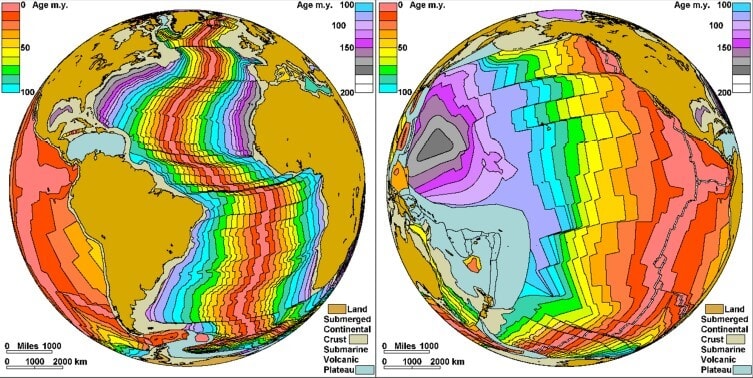 0 Age m.y.
50
100
Age m.y. 100
100
150
200
Land
Submerged
Continental
Crust
Submarine
Volcanic
Plateau
0 Miles 1000
0 1000 2000 km
0 Age m.y.
50
100
Age m.y. 100
100
150
200
Land
Submerged
Continental
Crust
Submarine
Volcanic
Plateau
0 Miles 1000
0 1000 2000 km